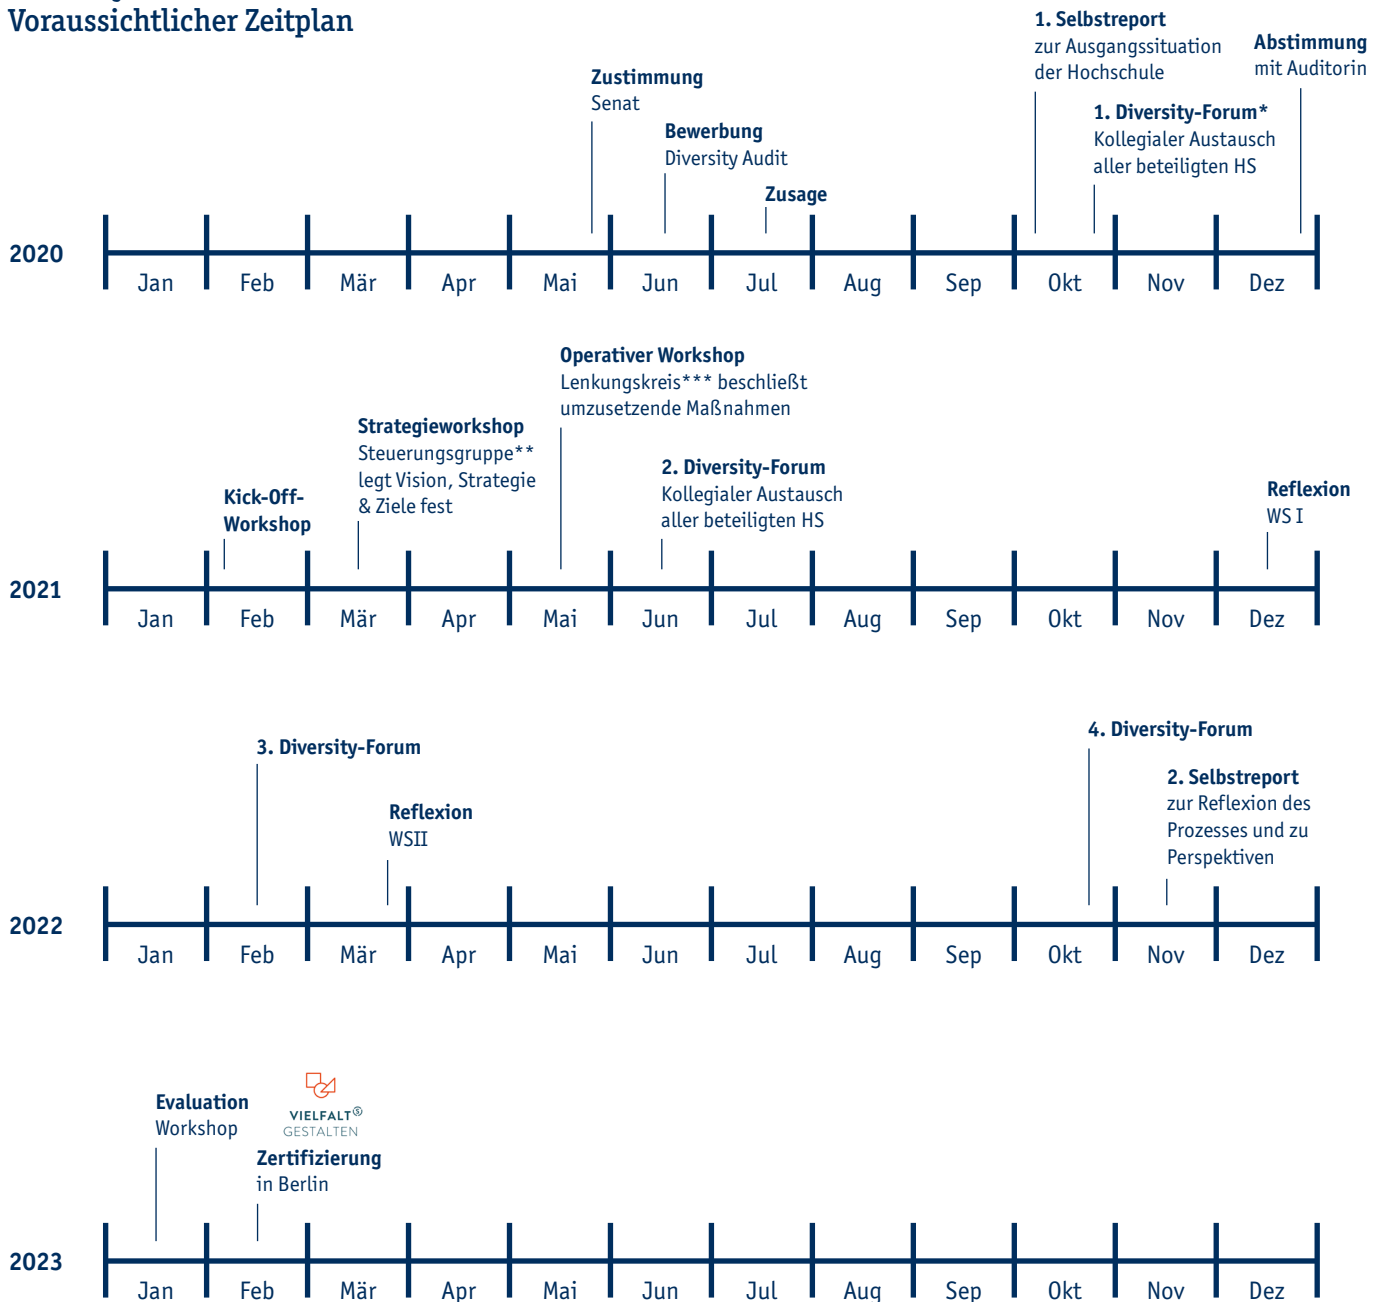 Voraussichtlicher Zeitplan
1. Selbstreport
zur Ausgangssituation
der Hochschule
Abstimmung
mit Auditorin
Zustimmung
Senat
Bewerbung
Diversity Audit
Zusage
1. Diversity-Forum*
Kollegialer Austausch
aller beteiligten HS
2020
Jan Feb Mär Apr Mai Jun Jul Aug Sep Okt Nov Dez
Operativer Workshop
Lenkungskreis*** beschließt
umzusetzende Maßnahmen
Strategieworkshop
Steuerungsgruppe**
legt Vision, Strategie
& Ziele fest
2. Diversity-Forum
Kollegialer Austausch
aller beteiligten HS
Kick-Off-
Workshop
Reflexion
WS I
2021
Jan Feb Mär Apr Mai Jun Jul Aug Sep Okt Nov Dez
3. Diversity-Forum
Reflexion
WSII
4. Diversity-Forum
2. Selbstreport
zur Reflexion des
Prozesses und zu
Perspektiven
2022
Jan Feb Mär Apr Mai Jun Jul Aug Sep Okt Nov Dez
Evaluation
Workshop
VIELFALT Ⓢ
GESTALTEN
Zertifizierung
in Berlin
2023
Jan Feb Mär Apr Mai Jun Jul Aug Sep Okt Nov Dez